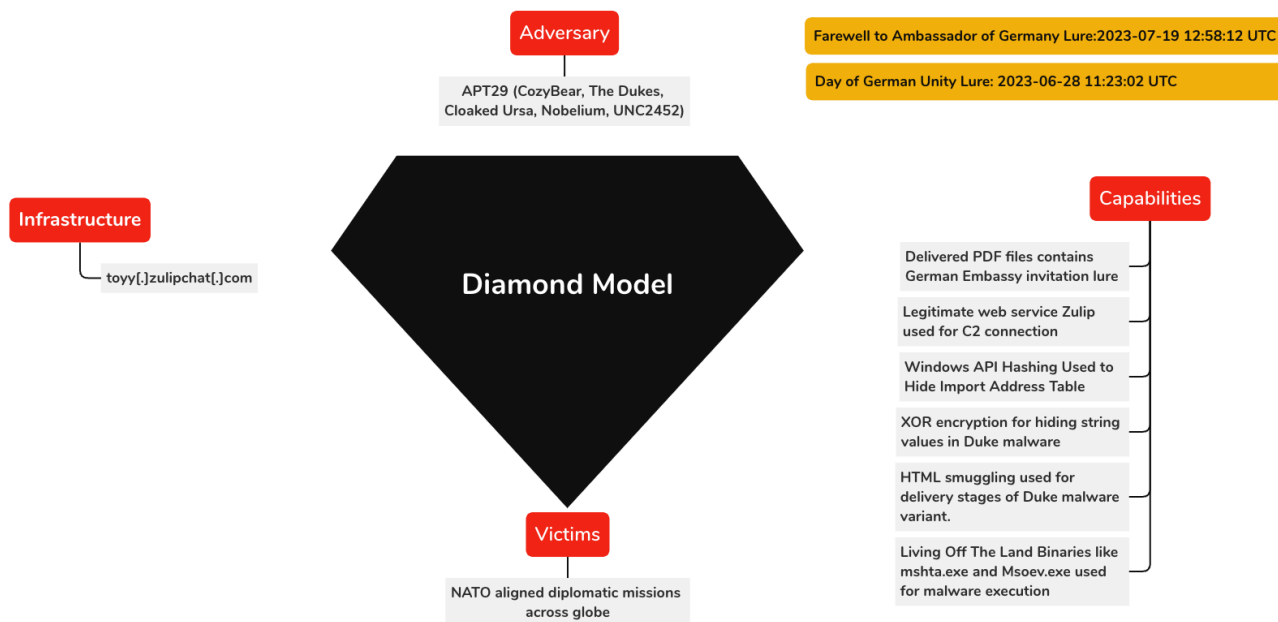 Adversary
APT29 (CozyBear, The Dukes,
Cloaked Ursa, Nobelium, UNC2452)
Farewell to Ambassador of Germany Lure:2023-07-19 12:58:12 UTC
Day of German Unity Lure: 2023-06-28 11:23:02 UTC
Infrastructure
toyy[.]zulipchat[.]com
Diamond Model
Capabilities
Delivered PDF files contains
German Embassy invitation lure
Legitimate web service Zulip
used for C2 connection
Windows API Hashing Used to
Hide Import Address Table
XOR encryption for hiding string
values in Duke malware
HTML smuggling used for
delivery stages of Duke malware
variant.
Living Off The Land Binaries like
mshta.exe and Msoev.exe used
for malware execution
Victims
NATO aligned diplomatic missions
across globe